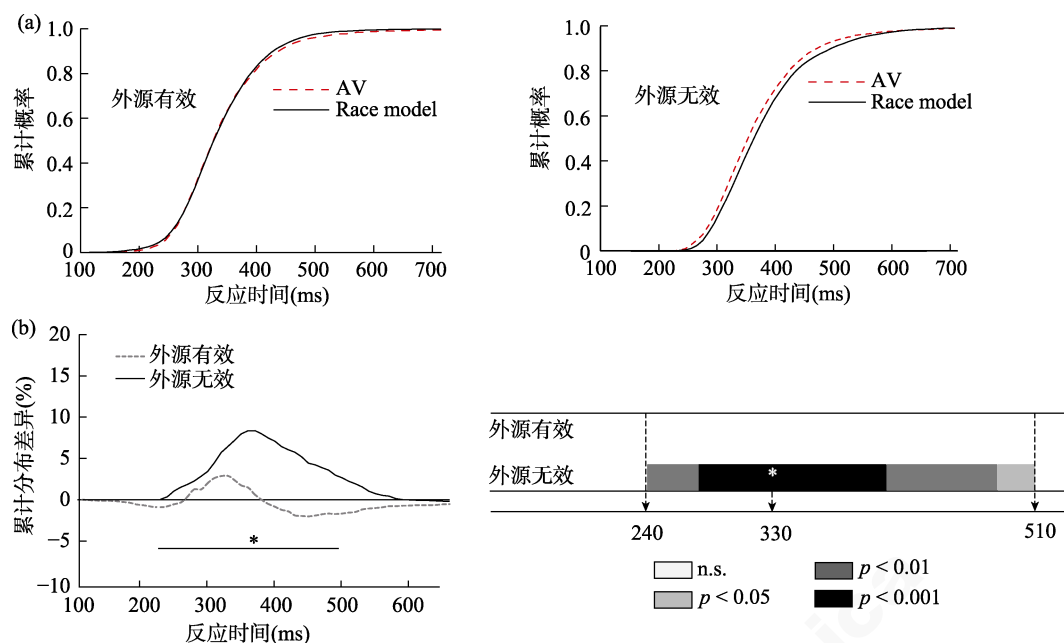 (a)
1.0
0.8
0.6
0.4
0.2
0
累计概率
外源有效
AV
Race model
100 200 300 400 500 600 700
反应时间(ms)
1.0
0.8
0.6
0.4
0.2
0
累计概率
外源无效
AV
Race model
100 200 300 400 500 600 700
反应时间(ms)
(b)
20
15
10
5
0
−5
−10
累计分布差异(%)
外源有效
外源无效
*
100 200 300 400 500 600
反应时间(ms)
外源有效
外源无效
*
240 330 510
n.s.
p < 0.01
p < 0.05
p < 0.001